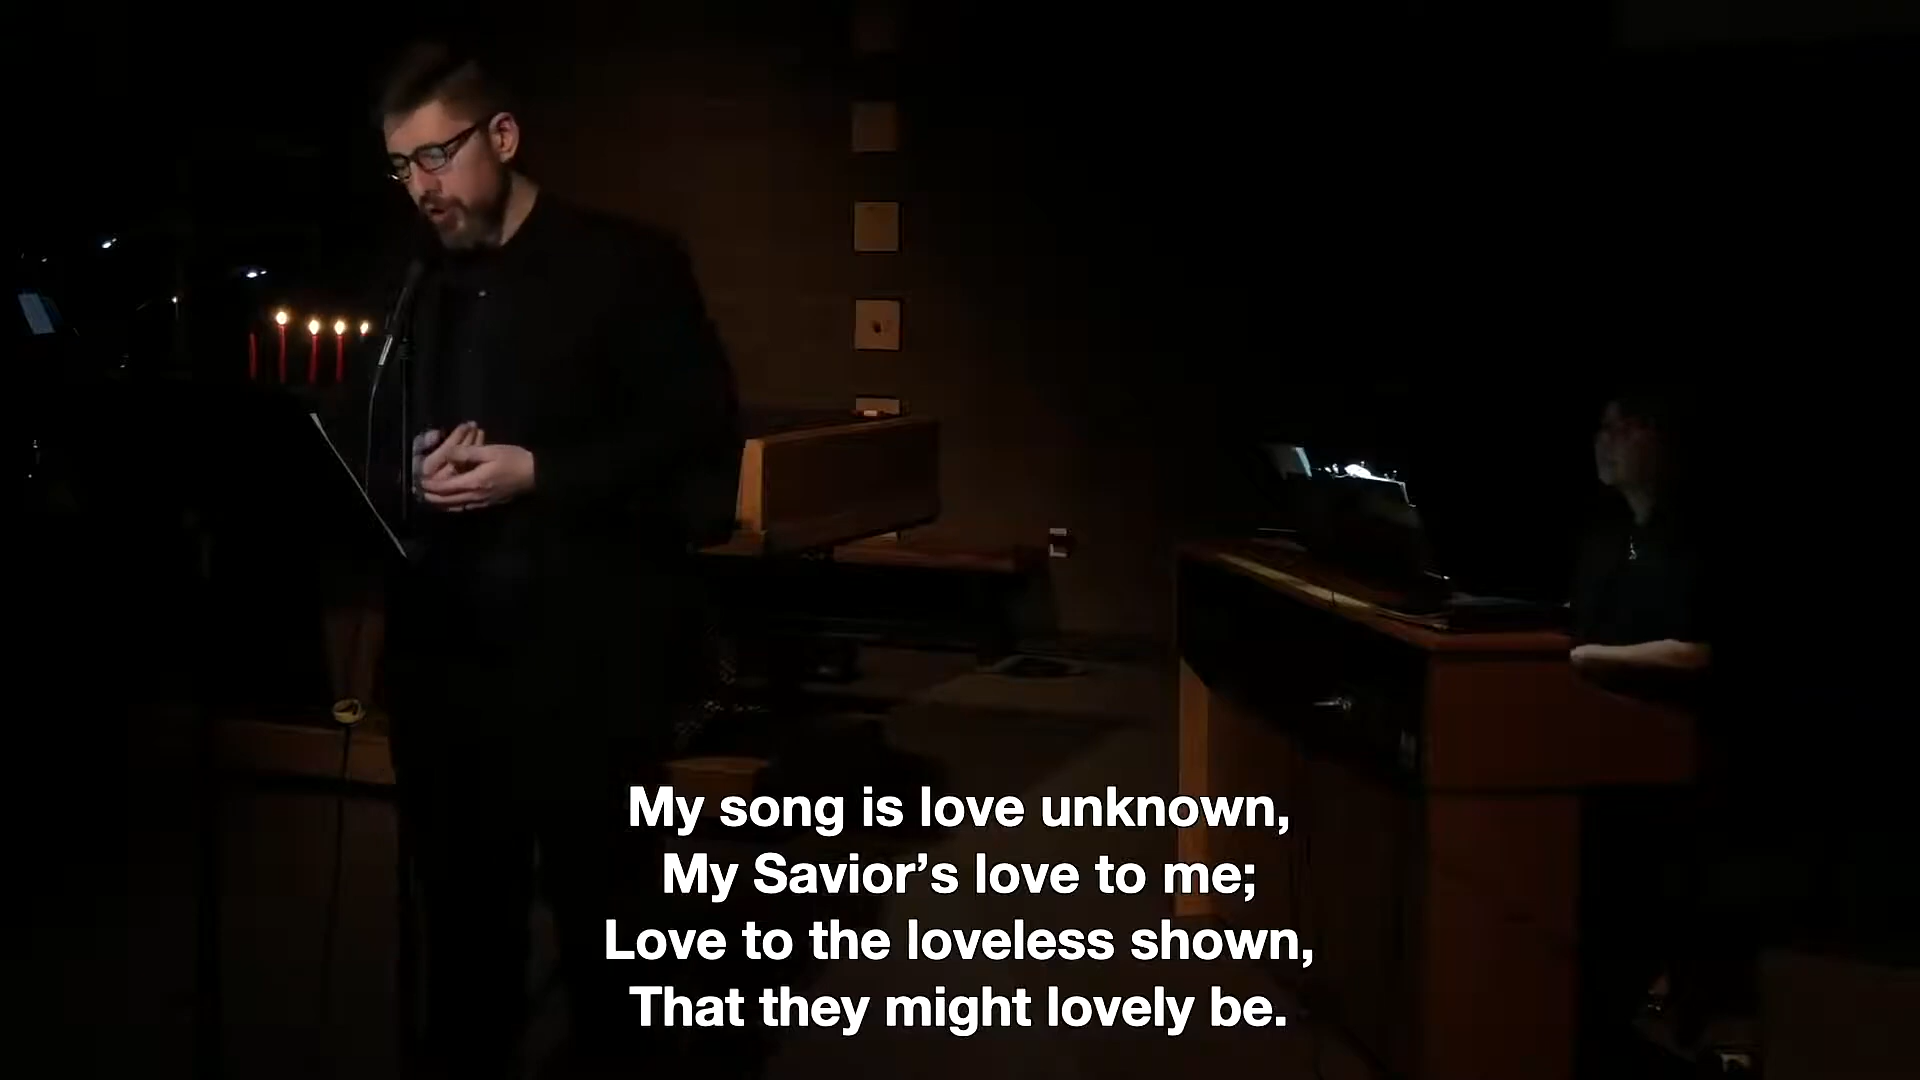 My song is love unknown,
My Savior’s love to me;
Love to the loveless shown,
That they might lovely be.